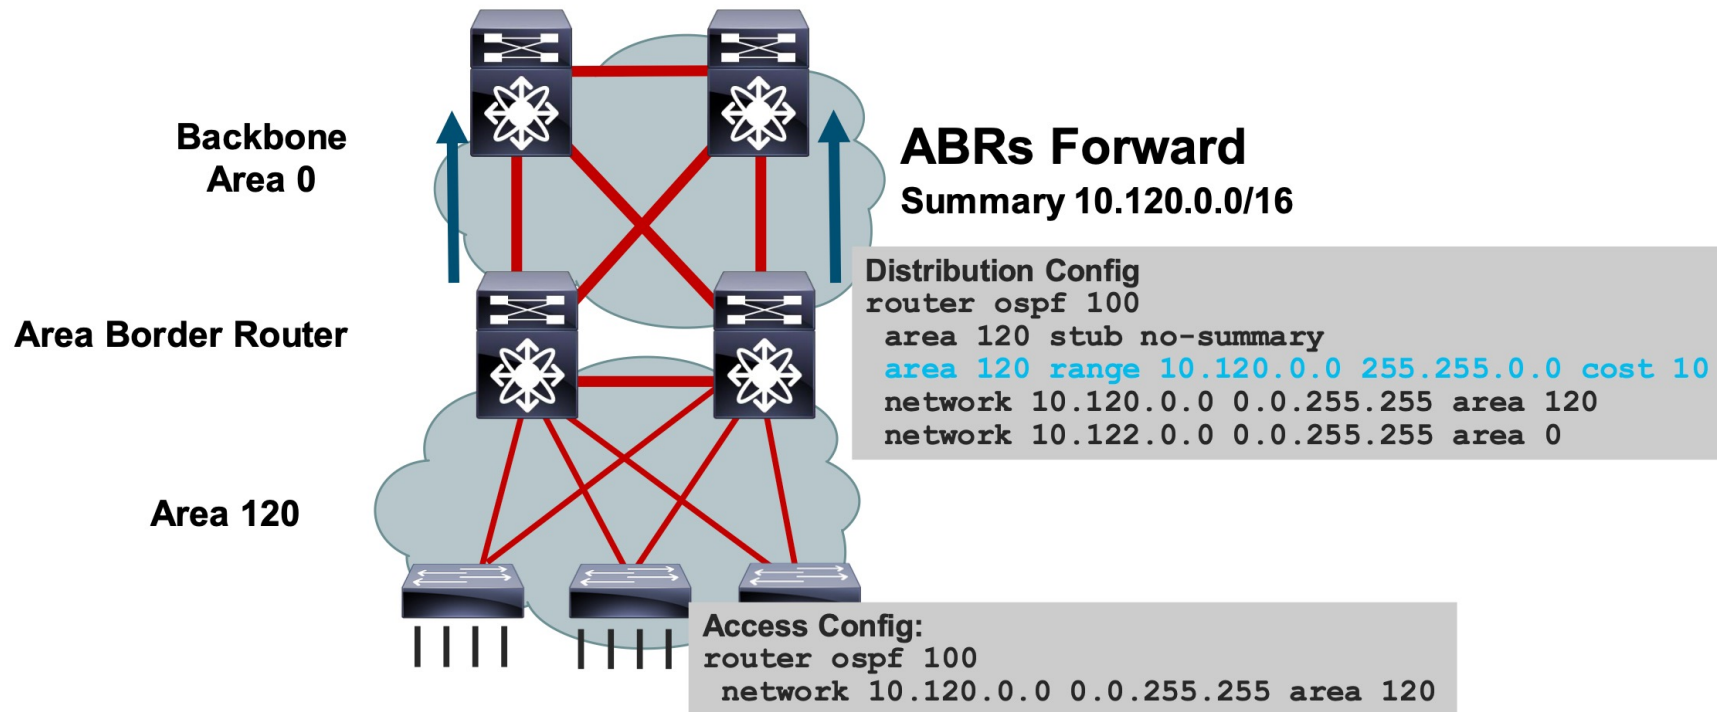 Backbone
Area 0
ABRs Forward
Summary 10.120.0.0/16
Distribution Config
router ospf 100
area 120 stub no-summary
area 120 range 10.120.0.0 255.255.0.0 cost 10
network 10.120.0.0 0.0.255.255 area 120
network 10.122.0.0 0.0.255.255 area 0
Area Border Router
Area 120
Access Config:
router ospf 100
network 10.120.0.0 0.0.255.255 area 120